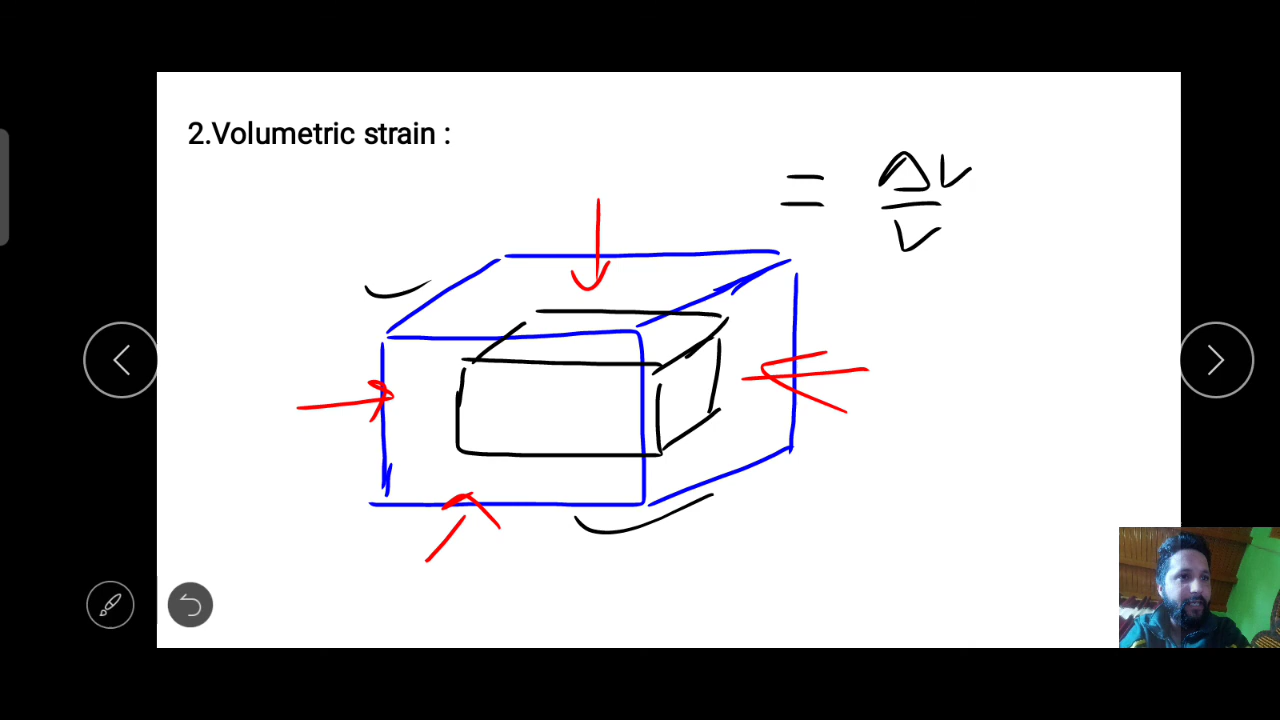 2.Volumetric strain :
= ΔV
V